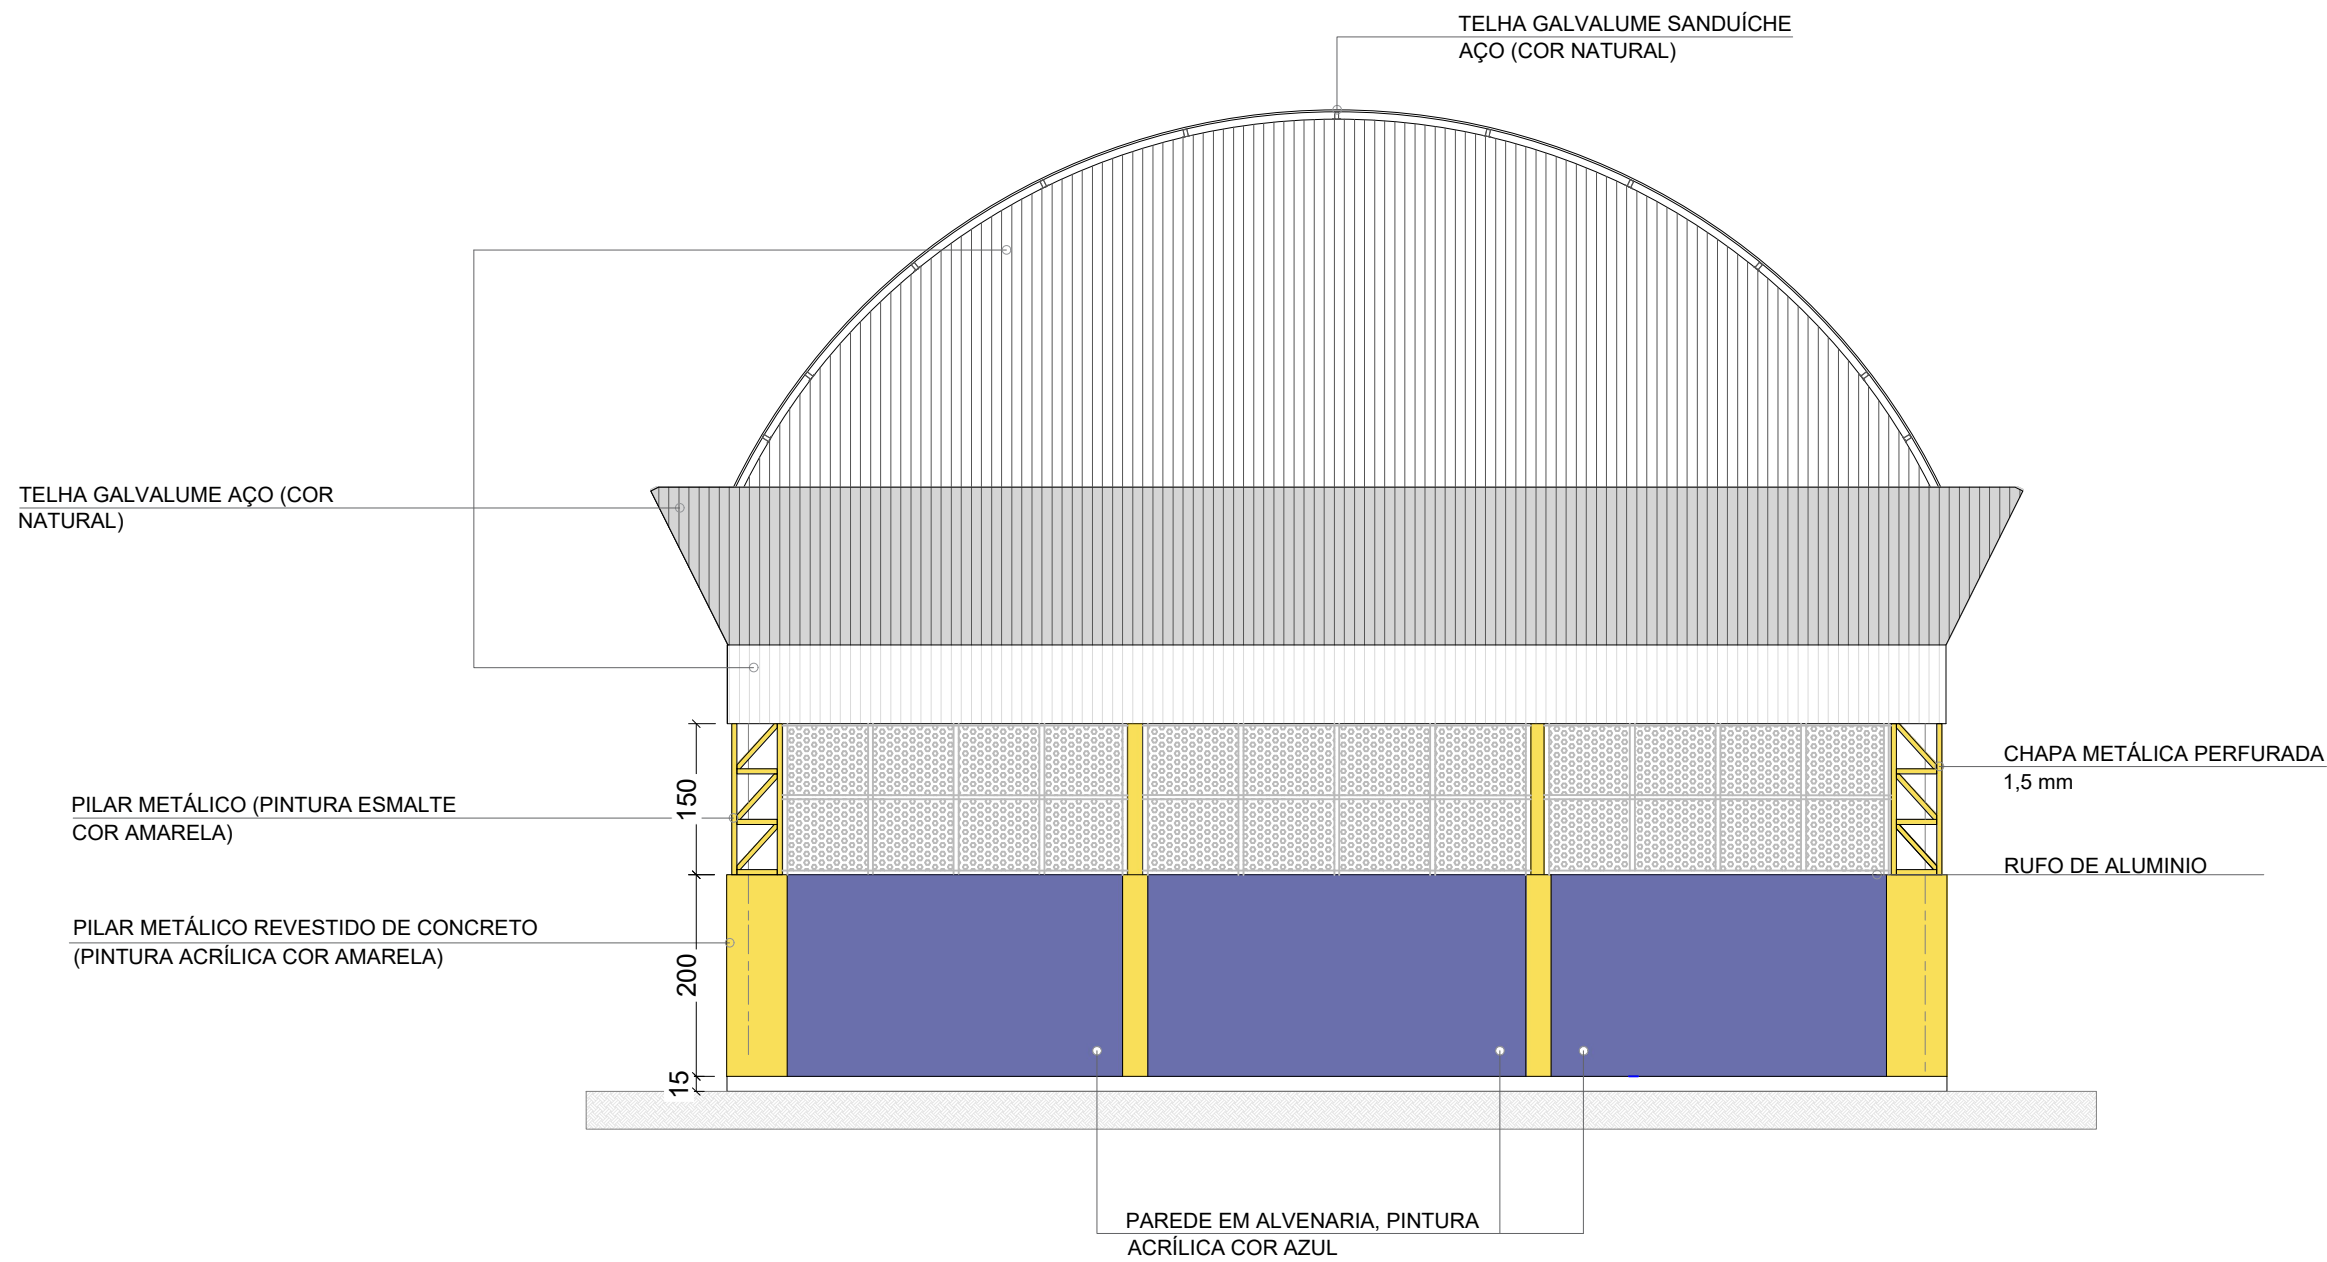 TELHA GALVALUME SANDUÍCHE
AÇO (COR NATURAL)
TELHA GALVALUME AÇO (COR
NATURAL)
CHAPA METÁLICA PERFURADA
1,5 mm
150
PILAR METÁLICO (PINTURA ESMALTE
COR AMARELA)
RUFO DE ALUMINIO
PILAR METÁLICO REVESTIDO DE CONCRETO
(PINTURA ACRÍLICA COR AMARELA)
200
15
PAREDE EM ALVENARIA, PINTURA
ACRÍLICA COR AZUL